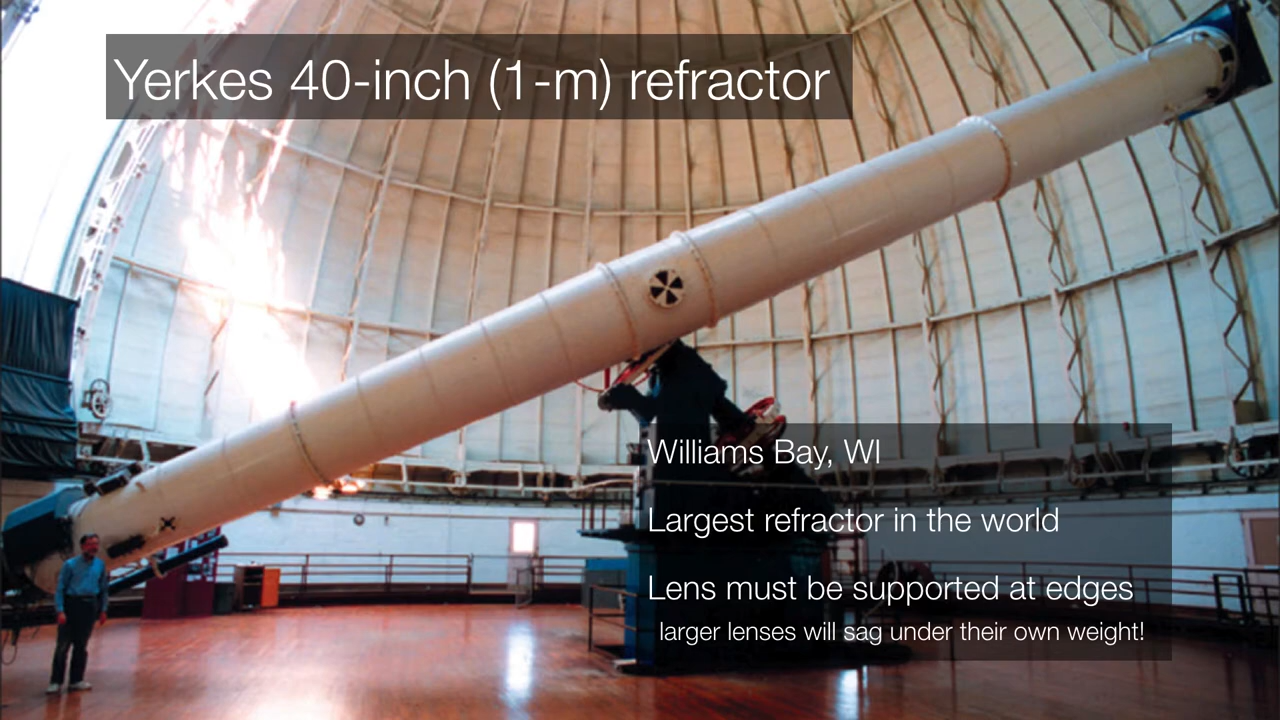 Yerkes 40-inch (1-m) refractor
Williams Bay, WI
Largest refractor in the world
Lens must be supported at edges
larger lenses will sag under their own weight!